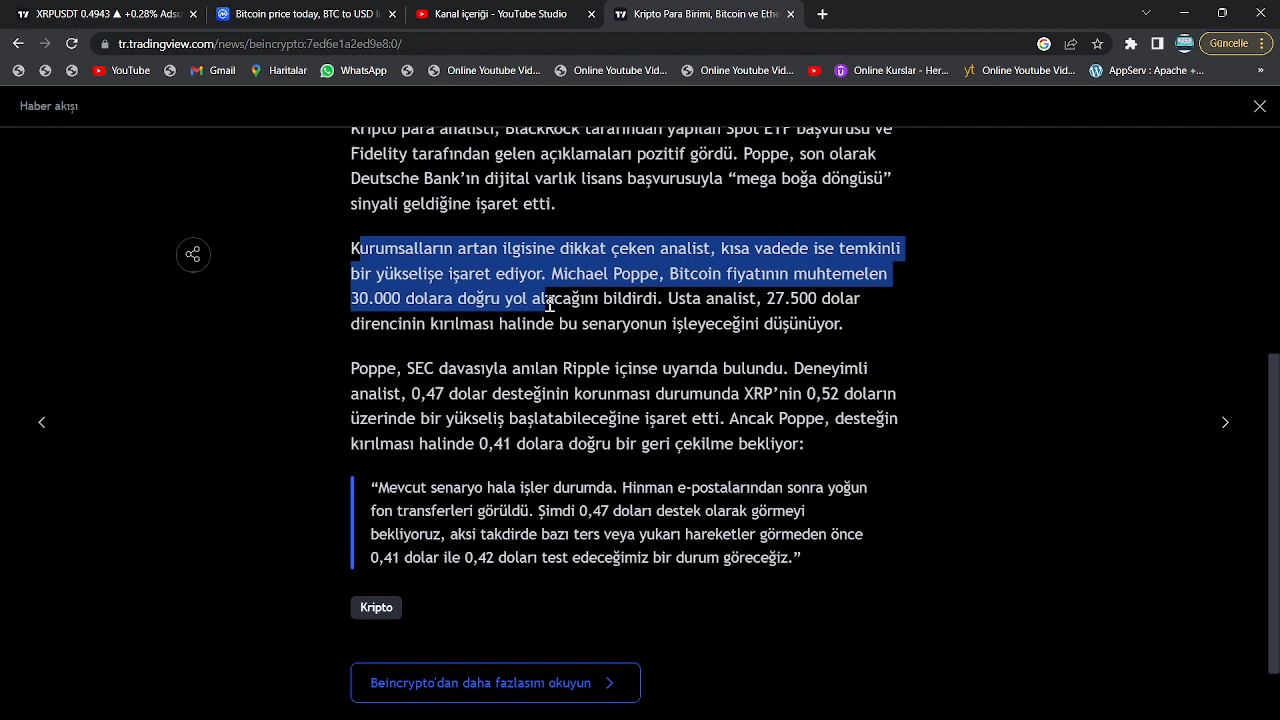 XRPUSDT 0.4943 ▲ +0.28% Adsı
Bitcoin price today, BTC to USD li
Kanal içeriği - YouTube Studio
Kripto Para Birimi, Bitcoin ve Ethe
tr.tradingview.com/news/beincrypto:7ed6e1a2ed9e8:0/
Güncelle
YouTube
Gmail
Haritalar
WhatsApp
Online Youtube Vid...
Online Youtube Vid...
Online Youtube Vid...
Online Kurslar - Her...
Online Youtube Vid...
AppServ : Apache +...
Haber akışı
Kripto para analisti, BlackRock tarafından yapılan Spot ETF başvurusu ve
Fidelity tarafından gelen açıklamaları pozitif gördü. Poppe, son olarak
Deutsche Bank’ın dijital varlık lisans başvurusuyla “mega boğa döngüsü”
sinyali geldiğine işaret etti.
Kurumsalların artan ilgisine dikkat çeken analist, kısa vadede ise temkinli
bir yükselişe işaret ediyor. Michael Poppe, Bitcoin fiyatının muhtemelen
30.000 dolara doğru yol alacağını bildirdi. Usta analist, 27.500 dolar
direncinin kırılması halinde bu senaryonun işleyeceğini düşünüyor.
Poppe, SEC davasıyla anılan Ripple içinse uyarıda bulundu. Deneyimli
analist, 0,47 dolar desteğinin korunması durumunda XRP’nin 0,52 doların
üzerinde bir yükseliş başlatabileceğine işaret etti. Ancak Poppe, desteğin
kırılması halinde 0,41 dolara doğru bir geri çekilme bekliyor:
“Mevcut senaryo hala işler durumda. Hinman e-postalarından sonra yoğun
fon transferleri görüldü. Şimdi 0,47 doları destek olarak görmeyi
bekliyoruz, aksi takdirde bazı ters veya yukarı hareketler görmeden önce
0,41 dolar ile 0,42 doları test edeceğimiz bir durum göreceğiz.”
Kripto
Beincrypto'dan daha fazlasını okuyun